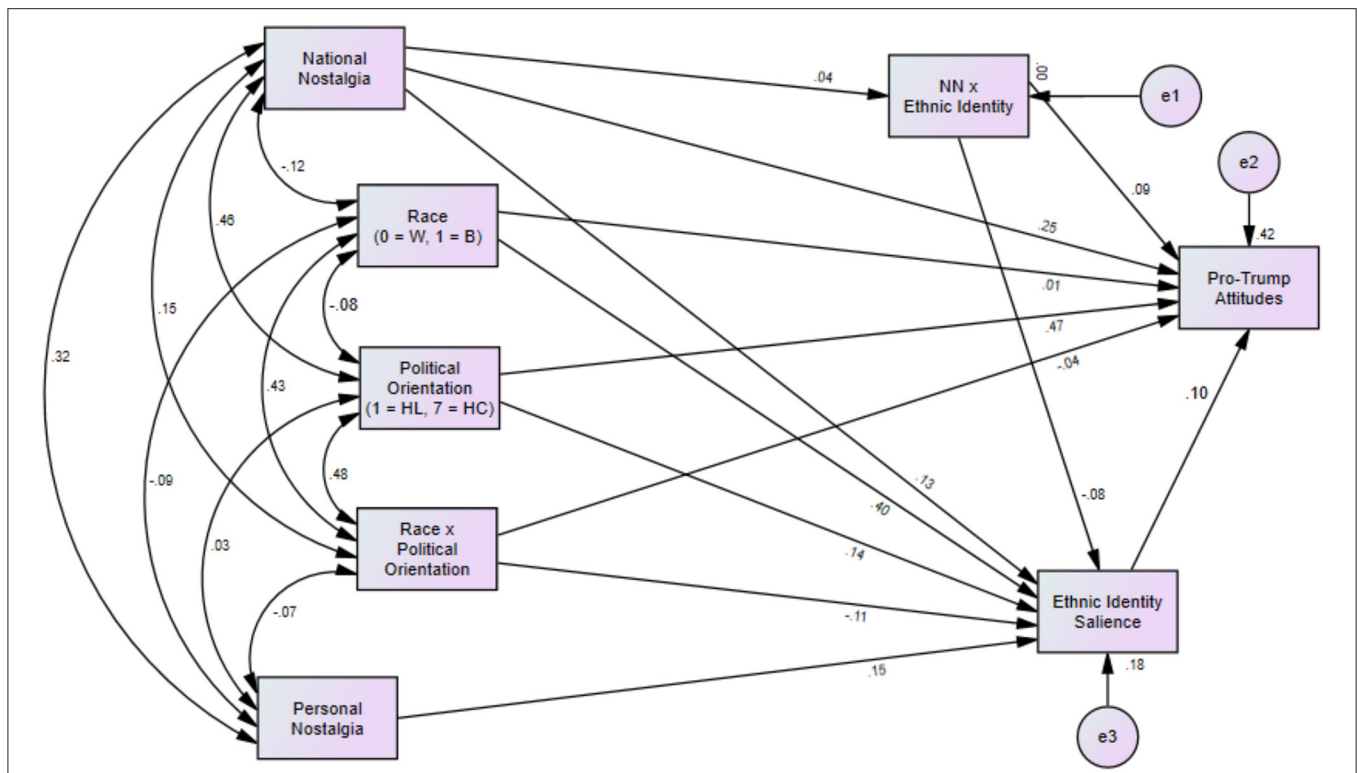 National
Nostalgia
NN x
Ethnic Identity
.00
e1
e2
.04
-.12
.09
Race
(0 = W, 1 = B)
.46
.25
.42
Pro-Trump
Attitudes
.01
-.08
.15
.47
-.04
.32
.43
Political
Orientation
(1 = HL, 7 = HC)
.10
-.09
.48
.13
.40
-.08
Race x
Political
Orientation
.03
.14
-.07
-.11
Ethnic Identity
Salience
.18
.15
Personal
Nostalgia
e3